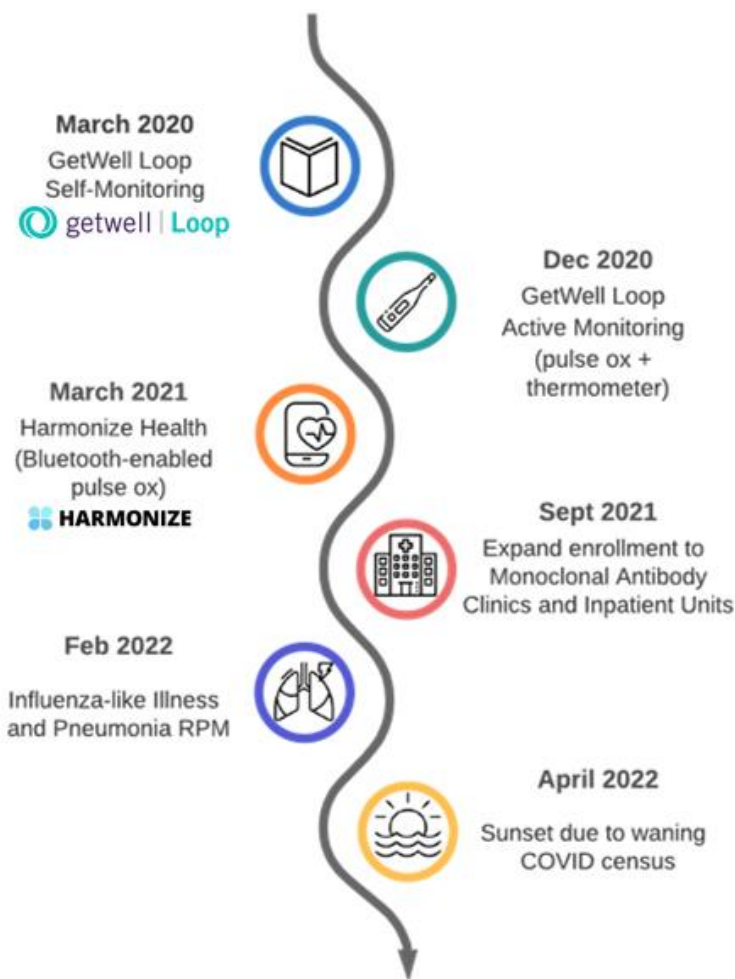 March 2020
GetWell Loop
Self-Monitoring
getwell | Loop
Dec 2020
GetWell Loop
Active Monitoring
(pulse ox +
thermometer)
March 2021
Harmonize Health
(Bluetooth-enabled
pulse ox)
HARMONIZE
Sept 2021
Expand enrollment to
Monoclonal Antibody
Clinics and Inpatient Units
Feb 2022
Influenza-like Illness
and Pneumonia RPM
April 2022
Sunset due to waning
COVID census